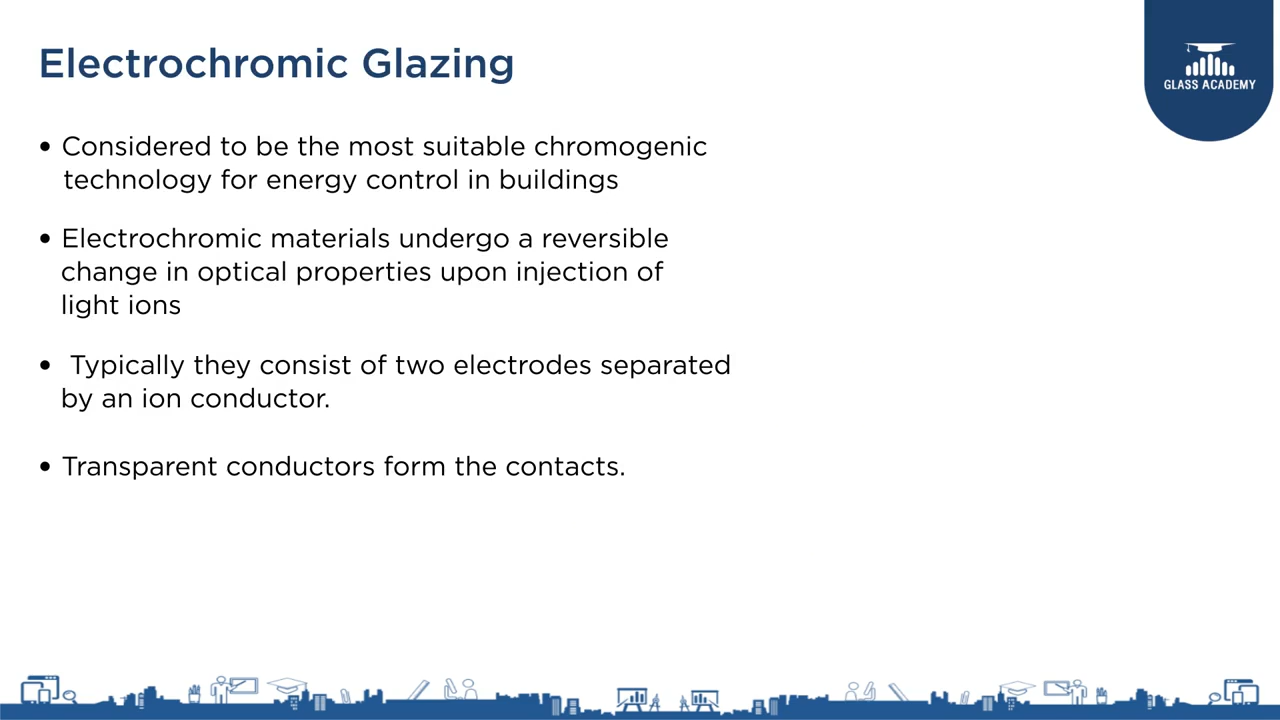 Electrochromic Glazing
GLASS ACADEMY
• Considered to be the most suitable chromogenic
technology for energy control in buildings
• Electrochromic materials undergo a reversible
change in optical properties upon injection of
light ions
• Typically they consist of two electrodes separated
by an ion conductor.
• Transparent conductors form the contacts.